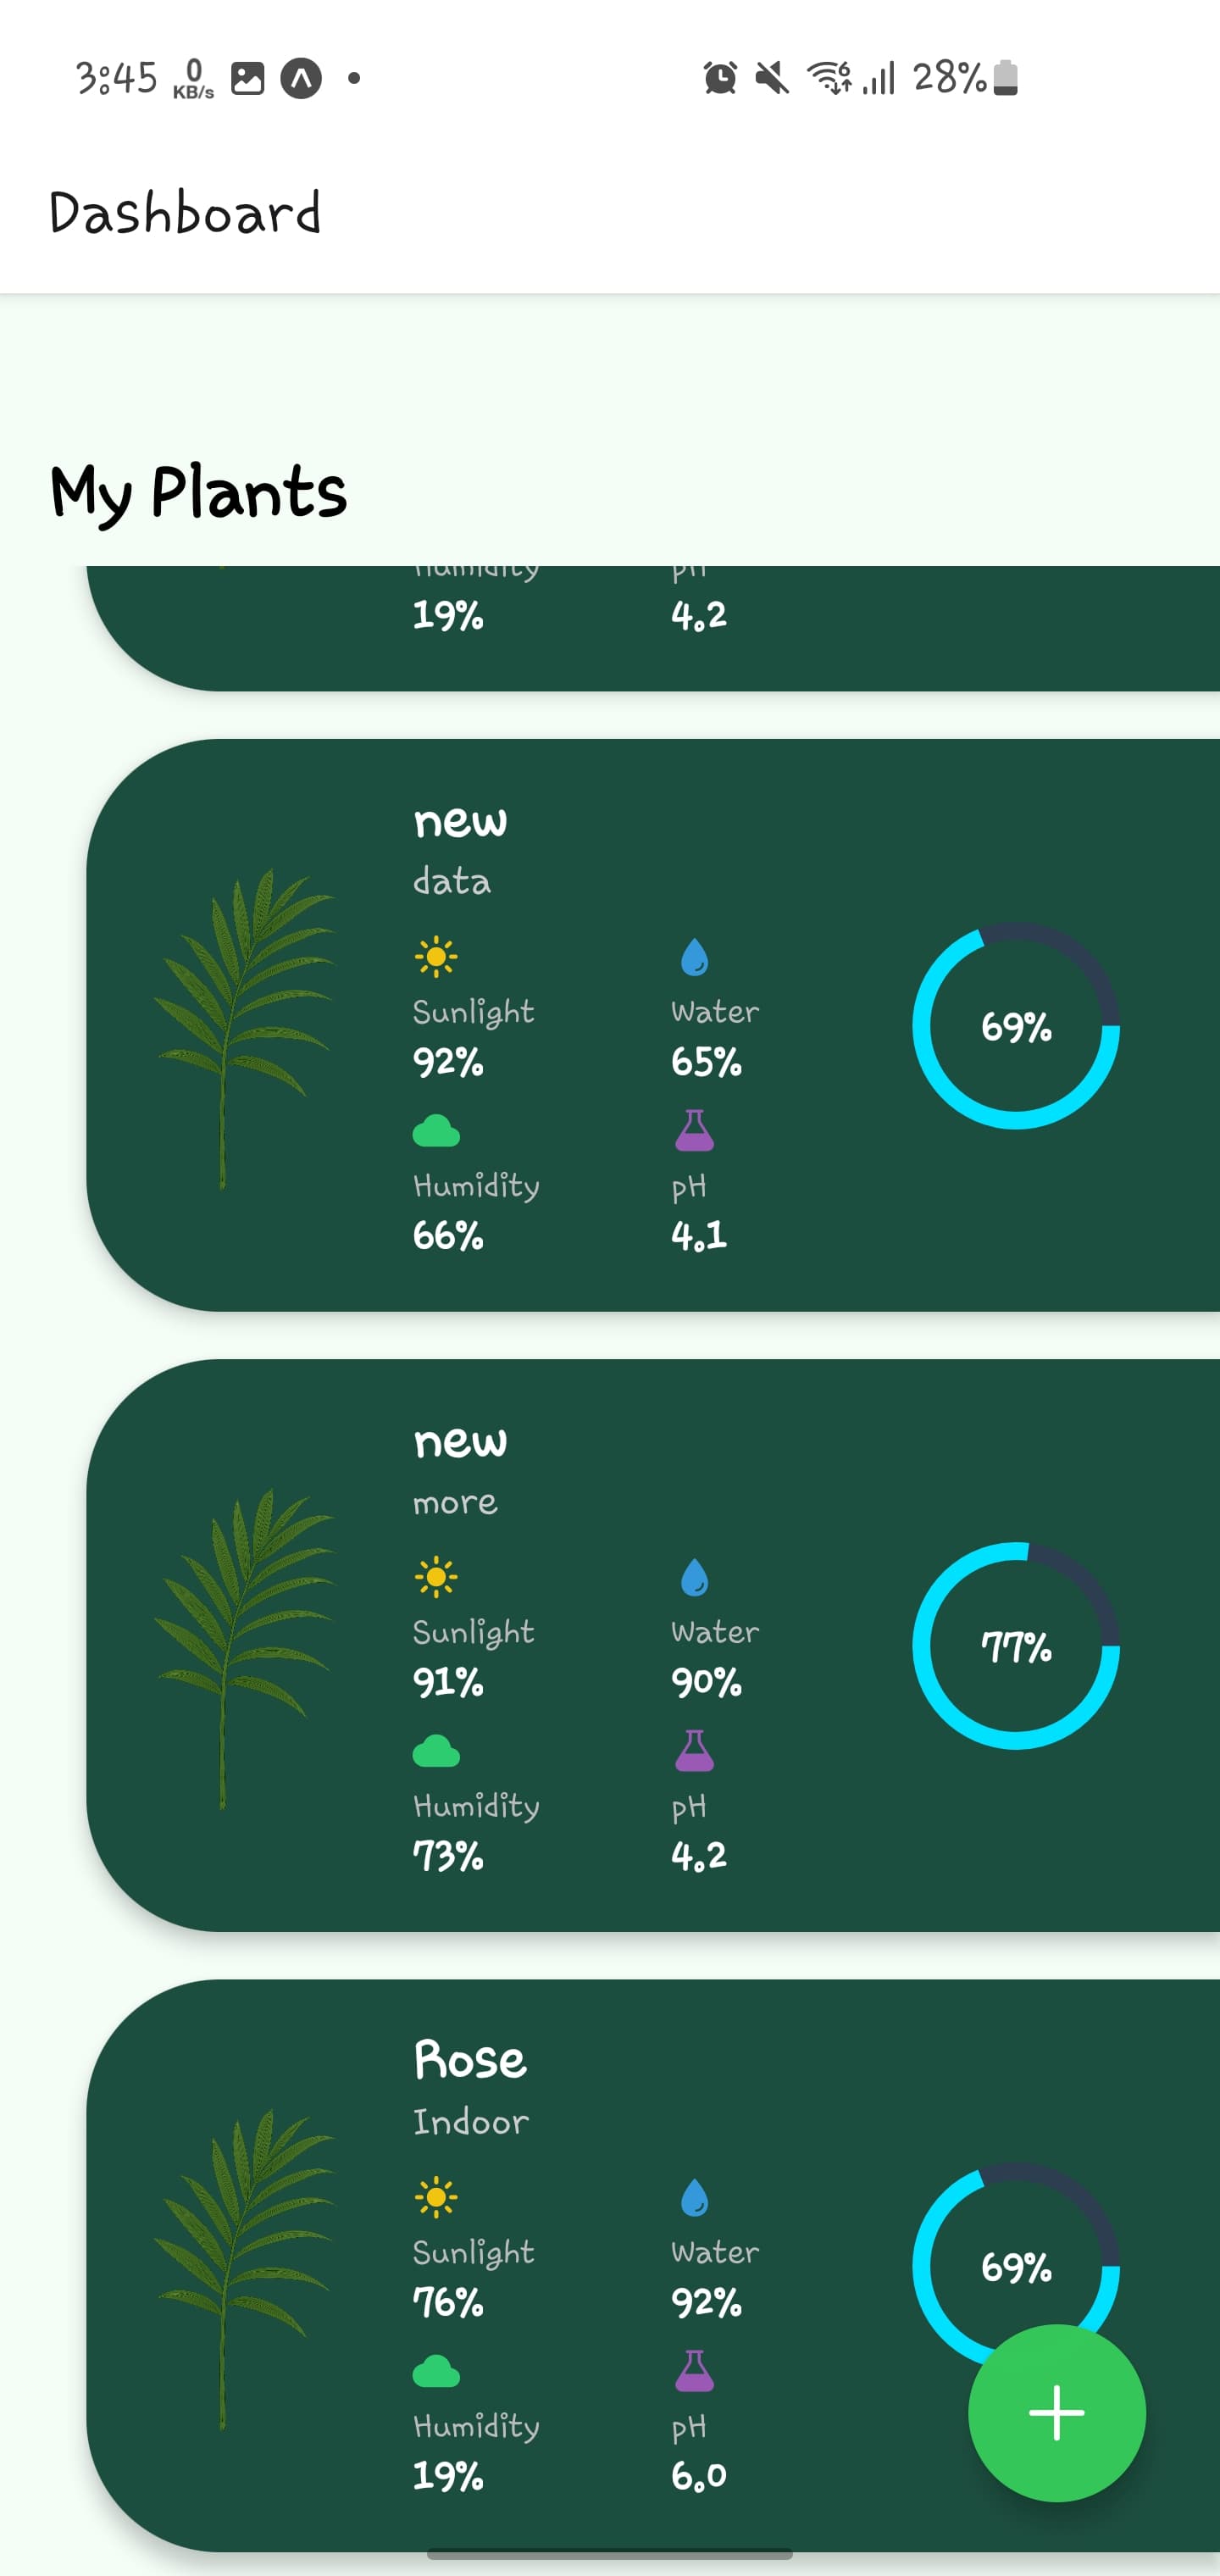 3:45 0 KB/s 28%
Dashboard
My Plants
Humidity pH
19% 4.2
new
data
Sunlight Water
92% 65%
69%
Humidity pH
66% 4.1
new
more
Sunlight Water
91% 90%
77%
Humidity pH
73% 4.2
Rose
Indoor
Sunlight Water
76% 92%
69%
Humidity pH
19% 6.0